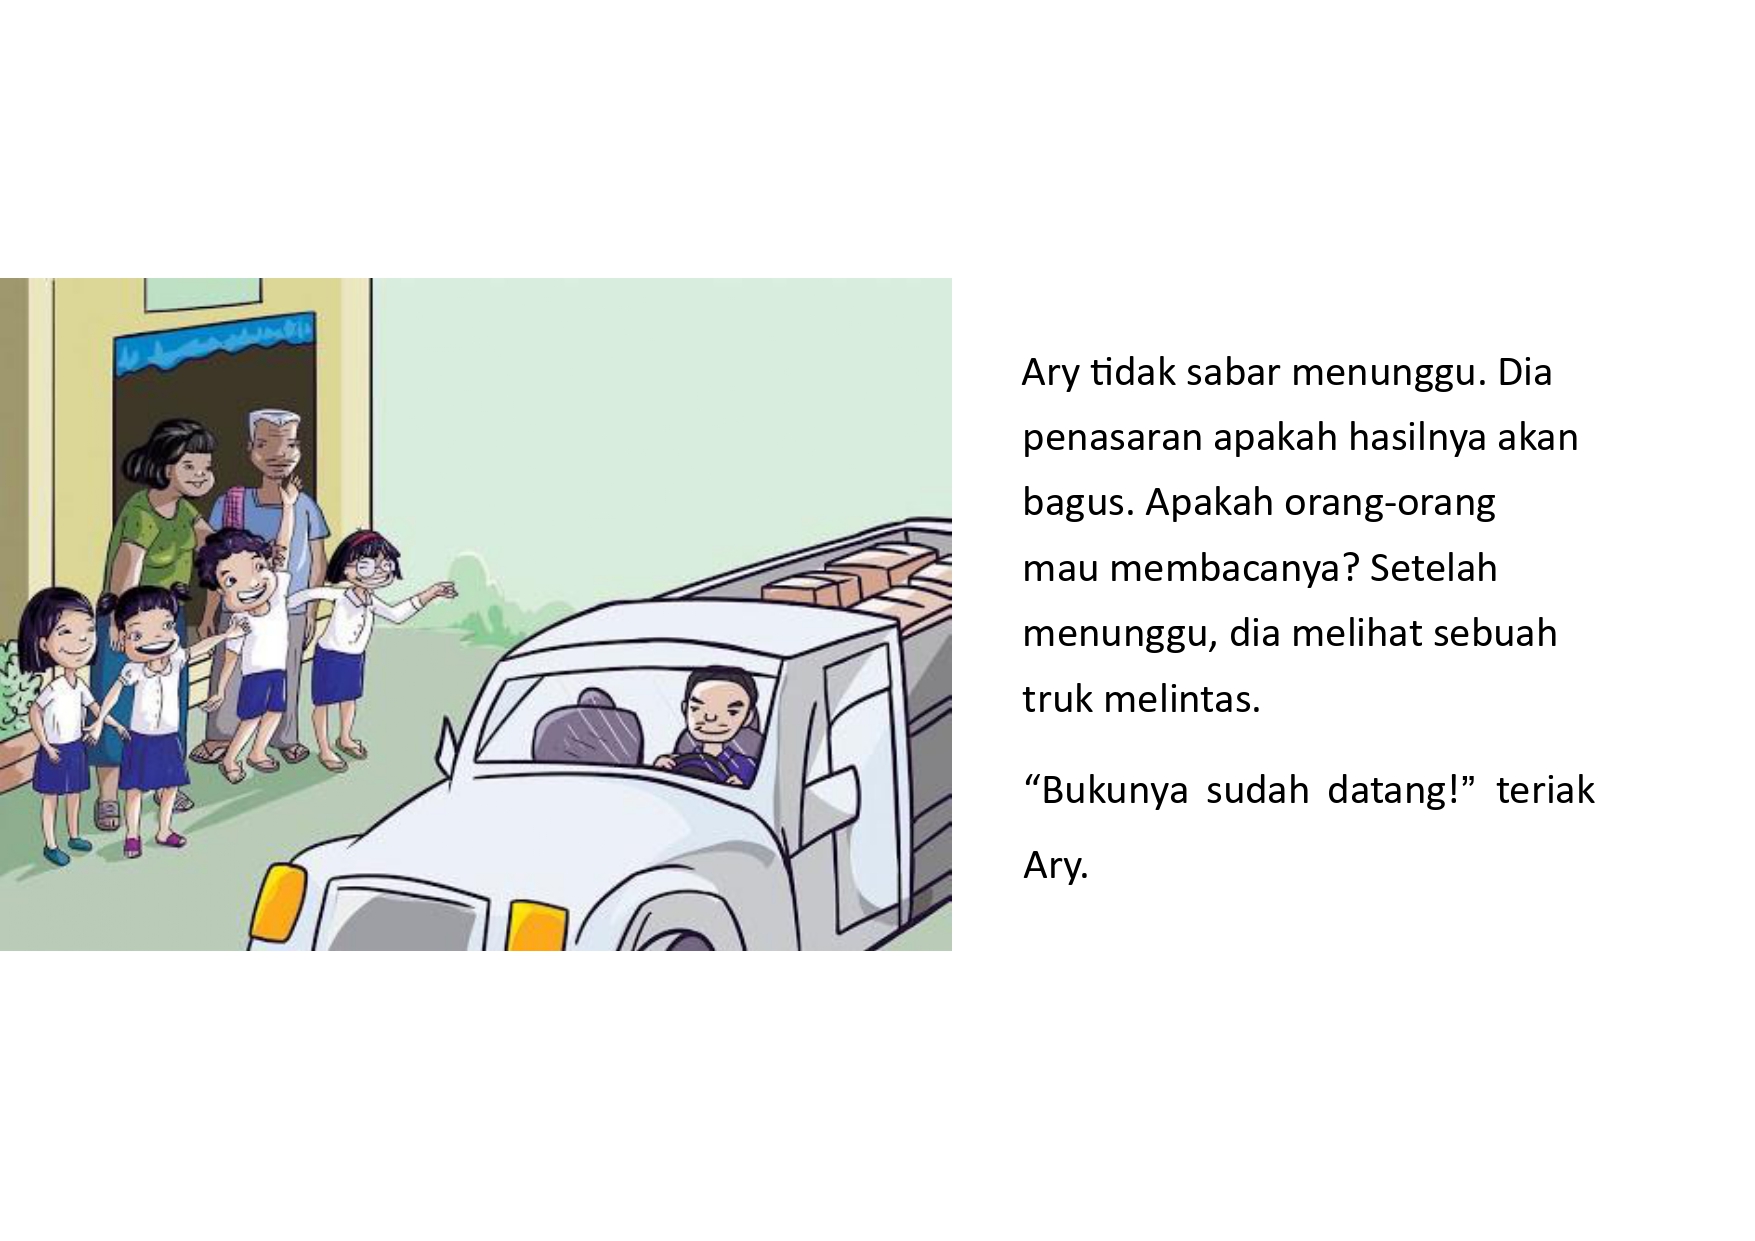 Ary tidak sabar menunggu. Dia
penasaran apakah hasilnya akan
bagus. Apakah orang-orang
mau membacanya? Setelah
menunggu, dia melihat sebuah
truk melintas.
“Bukunya sudah datang!” teriak
Ary.